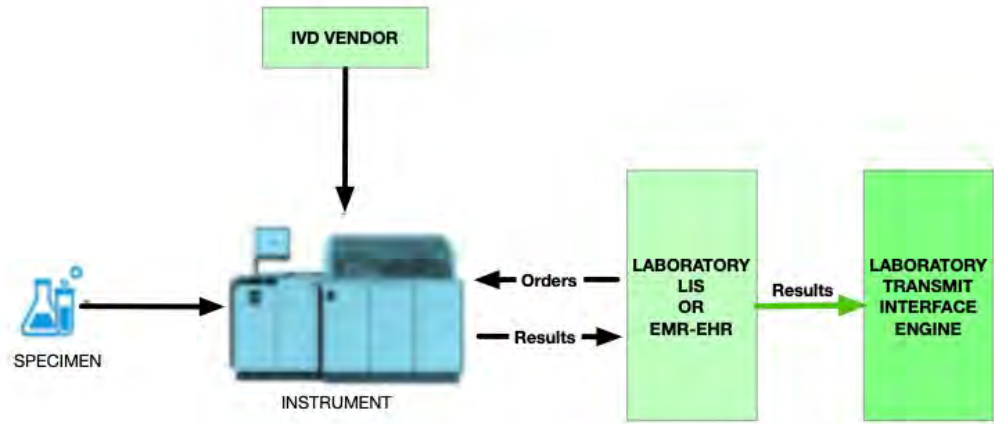 IVD VENDOR
Orders
Results
LABORATORY
LIS
OR
EMR-EHR
Results
LABORATORY
TRANSMIT
INTERFACE
ENGINE
SPECIMEN
INSTRUMENT